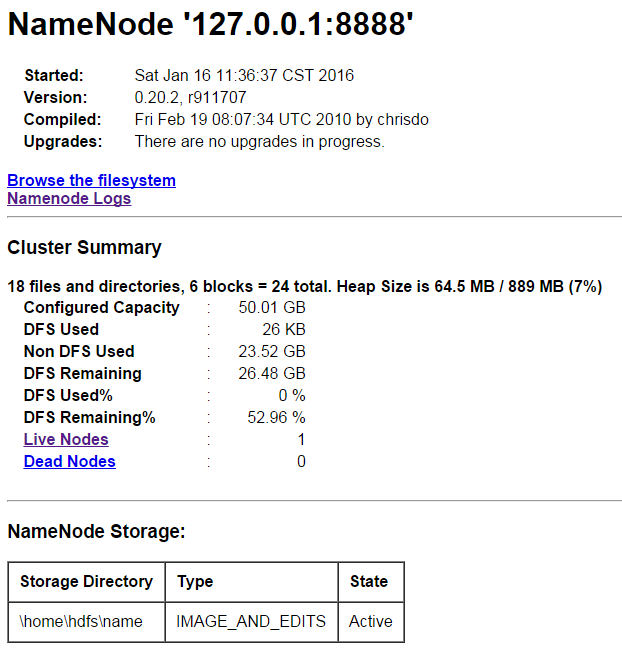 NameNode '127.0.0.1:8888'
Started: Sat Jan 16 11:36:37 CST 2016
Version: 0.20.2, r911707
Compiled: Fri Feb 19 08:07:34 UTC 2010 by chrisdo
Upgrades: There are no upgrades in progress.
Browse the filesystem
Namenode Logs
Cluster Summary
18 files and directories, 6 blocks = 24 total. Heap Size is 64.5 MB / 889 MB (7%)
Configured Capacity : 50.01 GB
DFS Used : 26 KB
Non DFS Used : 23.52 GB
DFS Remaining : 26.48 GB
DFS Used% : 0 %
DFS Remaining% : 52.96 %
Live Nodes : 1
Dead Nodes : 0
NameNode Storage:
Storage Directory Type State
\home\hdfs\name IMAGE_AND_EDITS Active